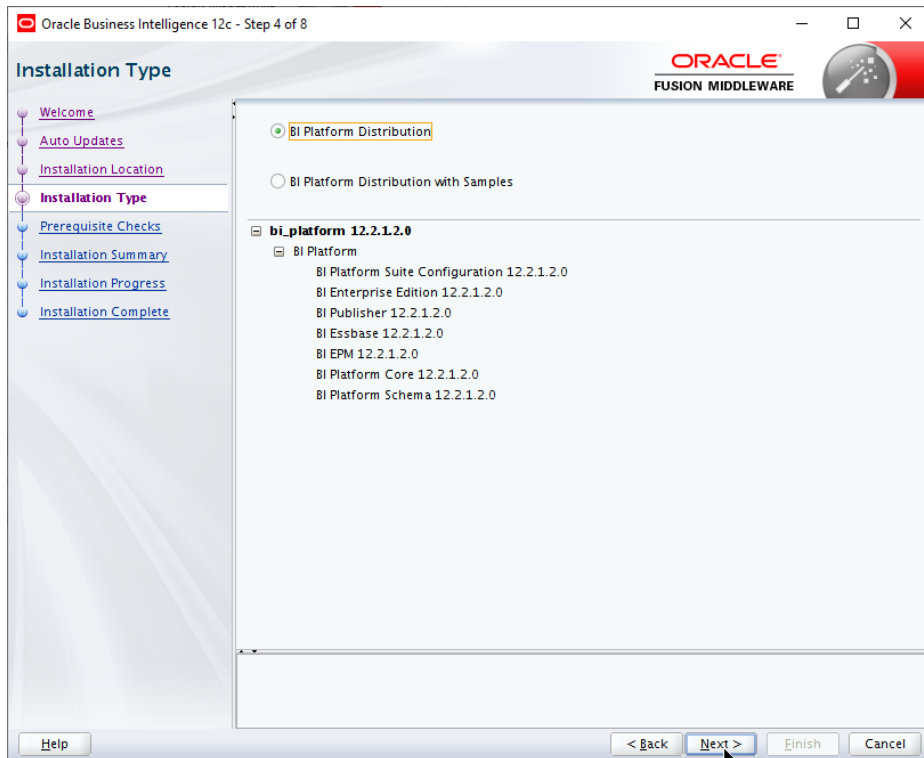 Oracle Business Intelligence 12c - Step 4 of 8
Installation Type
ORACLE
FUSION MIDDLEWARE
Welcome
Auto Updates
Installation Location
Installation Type
Prerequisite Checks
Installation Summary
Installation Progress
Installation Complete
BI Platform Distribution
BI Platform Distribution with Samples
bi_platform 12.2.1.2.0
BI Platform
BI Platform Suite Configuration 12.2.1.2.0
BI Enterprise Edition 12.2.1.2.0
BI Publisher 12.2.1.2.0
BI Essbase 12.2.1.2.0
BI EPM 12.2.1.2.0
BI Platform Core 12.2.1.2.0
BI Platform Schema 12.2.1.2.0
Help
< Back
Next >
Finish
Cancel